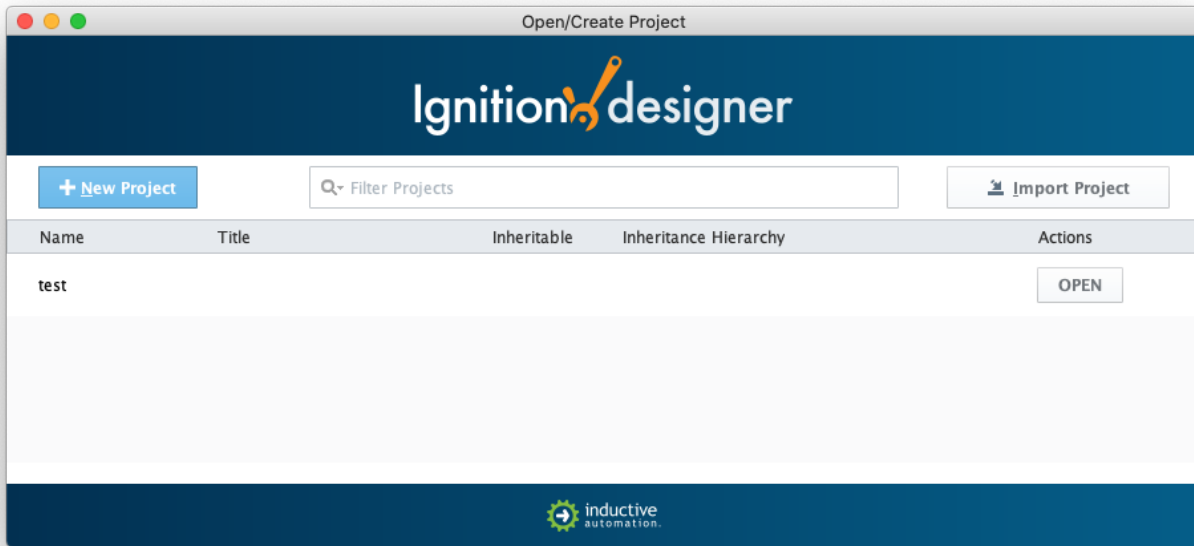 Open/Create Project
Ignition designer
New Project
Filter Projects
Import Project
Name Title Inheritable Inheritance Hierarchy Actions
test OPEN
inductive
automation.